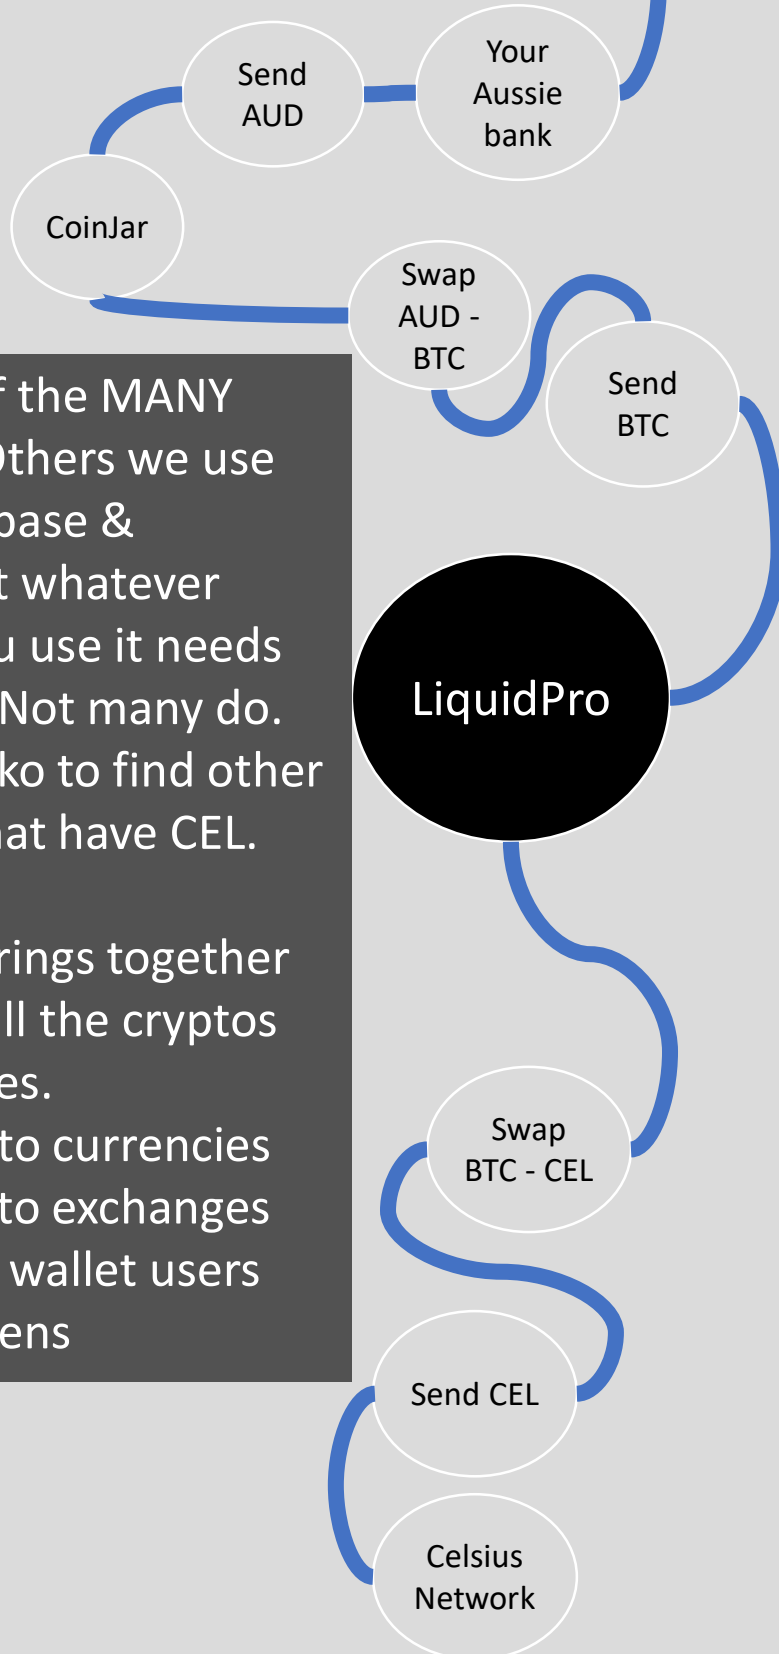 Your
Aussie
bank
Send
AUD
CoinJar
Swap
AUD -
BTC
Send
BTC
f the MANY
Others we use
base &
t whatever
u use it needs
Not many do.
ko to find other
hat have CEL.
rings together
ll the cryptos
es.
to currencies
to exchanges
wallet users
ens
LiquidPro
Swap
BTC - CEL
Send CEL
Celsius
Network